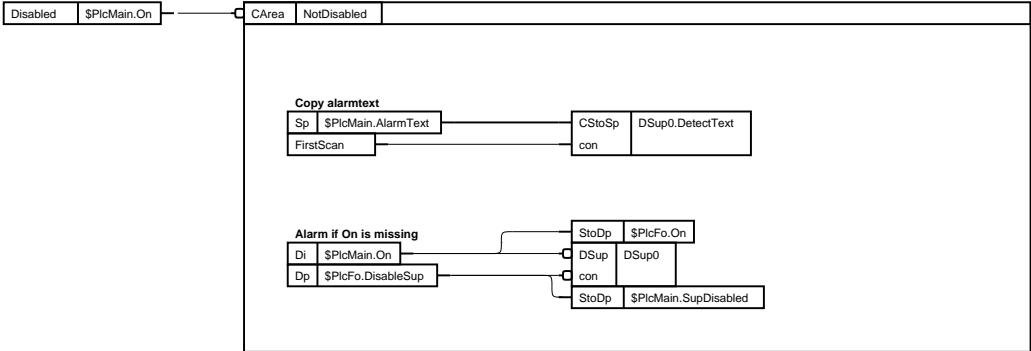 Disabled $PlcMain.On CArea NotDisabled
Copy alarmtext
Sp $PlcMain.AlarmText CStoSp DSup0.DetectText
FirstScan con
Alarm if On is missing
StoDp $PlcFo.On
Di $PlcMain.On DSup DSup0
Dp $PlcFo.DisableSup con
StoDp $PlcMain.SupDisabled